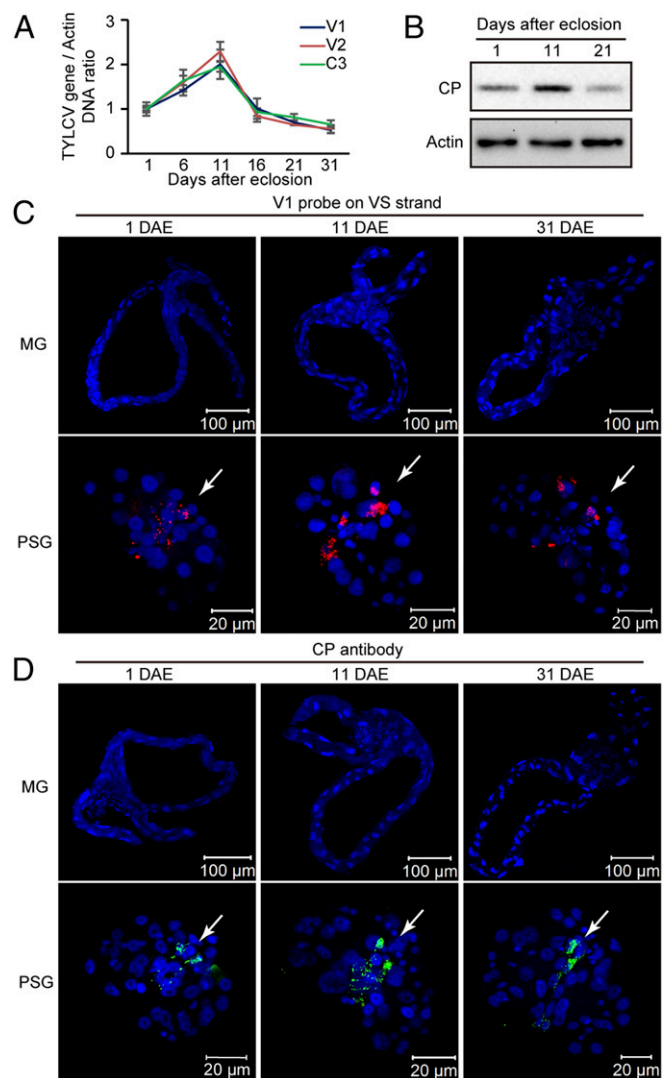 A
TYLCV gene / Actin
DNA ratio
3
2
1
0
V1
V2
C3
1 6 11 16 21 31
Days after eclosion
B
Days after eclosion
1 11 21
CP
Actin
C
V1 probe on VS strand
1 DAE 11 DAE 31 DAE
MG
100 µm 100 µm 100 µm
PSG
20 µm 20 µm 20 µm
D
CP antibody
1 DAE 11 DAE 31 DAE
MG
100 µm 100 µm 100 µm
PSG
20 µm 20 µm 20 µm